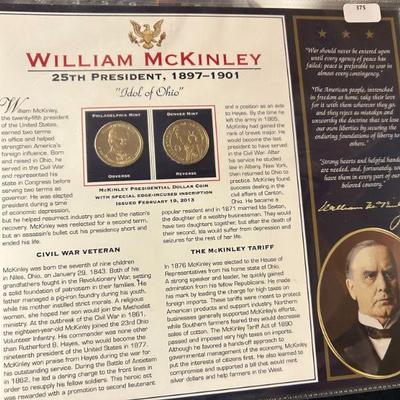 375
WILLIAM MCKINLEY
25TH PRESIDENT, 1897–1901
"Idol of Ohio"
William McKinley,
the twenty-fifth president
of the United States,
earned two terms
in office and helped
strengthen America's
foreign influence. Born
and raised in Ohio, he
served in the Civil War
and represented his
state in Congress before
serving two terms as
governor. He was elected
president during a time
of economic depression,
but he helped resurrect industry and lead the nation's
recovery. McKinley was reelected for a second term,
but an assassin's bullet cut his presidency short and
ended his life.
PHILADELPHIA MINT
OBVERSE
DENVER MINT
REVERSE
MCKINLEY PRESIDENTIAL DOLLAR COIN
WITH SPECIAL EDGE-INCUSED INSCRIPTION
ISSUED FEBRUARY 19, 2013
CIVIL WAR VETERAN
McKinley was born the seventh of nine children
in Niles, Ohio, on January 29, 1843. Both of his
grandfathers fought in the Revolutionary War, setting
a solid foundation of patriotism in their families. His
father managed a pig-iron foundry during his youth,
while his mother instilled strict morals. A religious
woman, she hoped her son would join the Methodist
ministry. At the outbreak of the Civil War in 1861,
the eighteen-year-old McKinley joined the 23rd Ohio
Volunteer Infantry. His commander was none other
than Rutherford B. Hayes, who would become the
nineteenth president of the United States in 1877.
McKinley won praise from Hayes during the war for
his outstanding service. During the Battle of Antietam
in 1862, he led a daring charge to the front lines in
order to resupply his fellow soldiers. This heroic act
was rewarded with a promotion to second lieutenant
and a position as an aide
to Hayes. By the time he
left the army in 1865,
McKinley had gained the
rank of brevet major. He
would become the last
president to have served
in the Civil War. After
his service he studied
law in Albany, New York,
then returned to Ohio to
practice. McKinley found
success defending
in the civil affairs of Canton,
Ohio. He became a
popular resident and in 1871 married Ida Saxton,
the daughter of a wealthy businessman. They would
have two daughters together, but after the death of
their second, Ida would suffer from depression and
seizures for the rest of her life.
THE MCKINLEY TARIFF
In 1876 McKinley was elected to the House of
Representatives from his home state of Ohio.
A strong speaker and leader, he quickly gained
admiration from his fellow Republicans. He made
his mark by leading the charge for high taxes on
foreign imports. These tariffs were meant to protect
American products and support industry. Northern
businesses generally supported McKinley's efforts,
while Southerners feared they would decrease
sales of cotton. The McKinley Tariff Act of 1890
passed and imposed very high taxes on imports.
Although he favored a hands-off approach to
governmental management of the economy, McKinley
put the interests of citizens first. He also learned to
compromise and supported a bill that would need
silver dollars and help farmers in the West.
"War should never be entered upon
until every agency of peace has
failed; peace is preferable to war in
almost every contingency."
"The American people, intrenched in
freedom at home, take their love
for it with them wherever they go,
and they reject as mistaken and
unworthy the doctrine that we lose
our own liberties by securing the
enduring foundations of liberty to
others."
"Strong hearts and helpful hands
are needed, and, fortunately, we
have them in every part of our
beloved country."
William McKinley